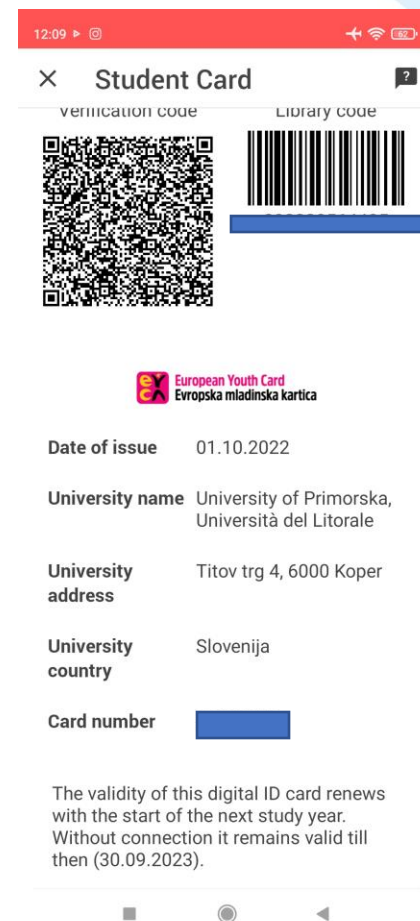 12:09
62
Student Card
Verification code
Library code
ey European Youth Card
ca Evropska mladinska kartica
Date of issue 01.10.2022
University name University of Primorska,
Università del Litorale
University Titov trg 4, 6000 Koper
address
University Slovenija
country
Card number
The validity of this digital ID card renews
with the start of the next study year.
Without connection it remains valid till
then (30.09.2023).